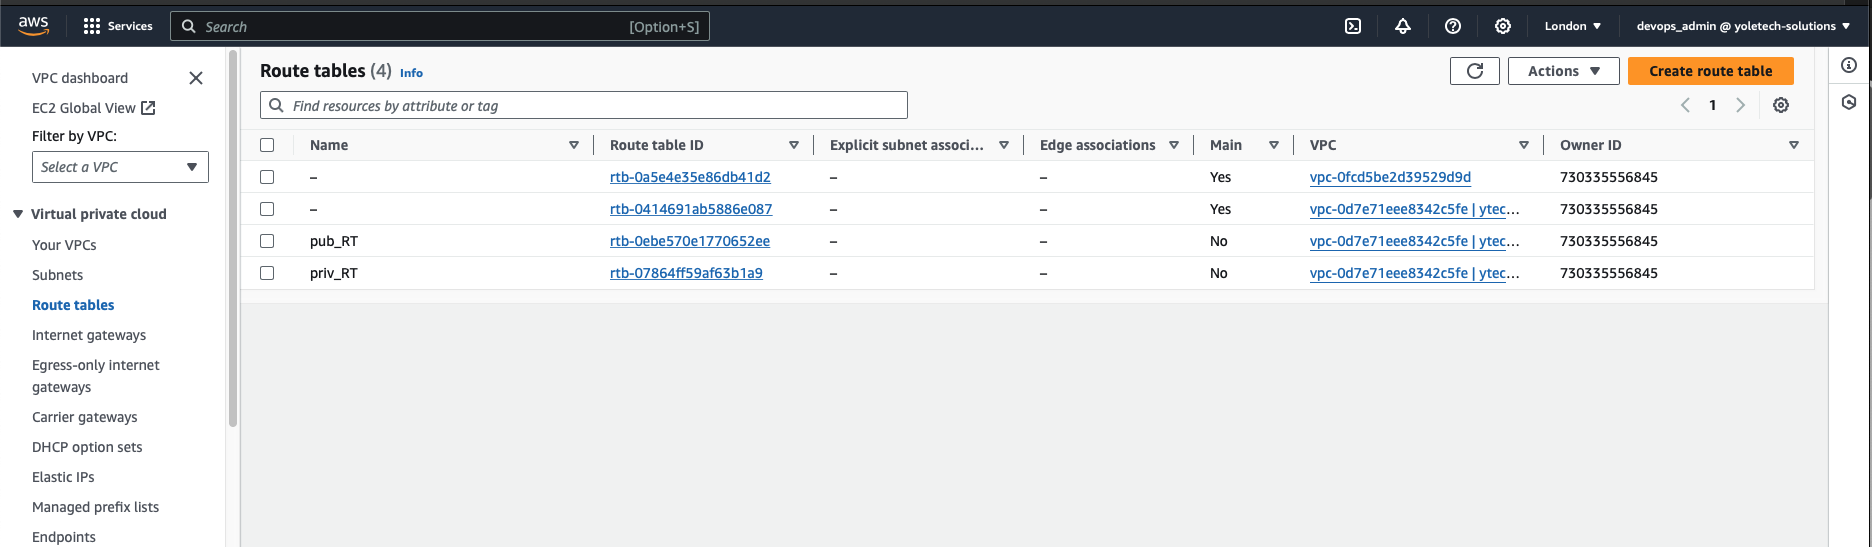 aws Services Search [Option+S] London devops_admin @ yoletech-solutions
VPC dashboard
EC2 Global View
Filter by VPC:
Select a VPC
Virtual private cloud
Your VPCs
Subnets
Route tables
Internet gateways
Egress-only internet
gateways
Carrier gateways
DHCP option sets
Elastic IPs
Managed prefix lists
Endpoints
Route tables (4) Info Actions Create route table
Find resources by attribute or tag 1
Name Route table ID Explicit subnet associ... Edge associations Main VPC Owner ID
– rtb-0a5e4e35e86db41d2 – – Yes vpc-0fcd5be2d39529d9d 730335556845
– rtb-0414691ab5886e087 – – Yes vpc-0d7e71eee8342c5fe | ytec... 730335556845
pub_RT rtb-0ebe570e1770652ee – – No vpc-0d7e71eee8342c5fe | ytec... 730335556845
priv_RT rtb-07864ff59af63b1a9 – – No vpc-0d7e71eee8342c5fe | ytec... 730335556845